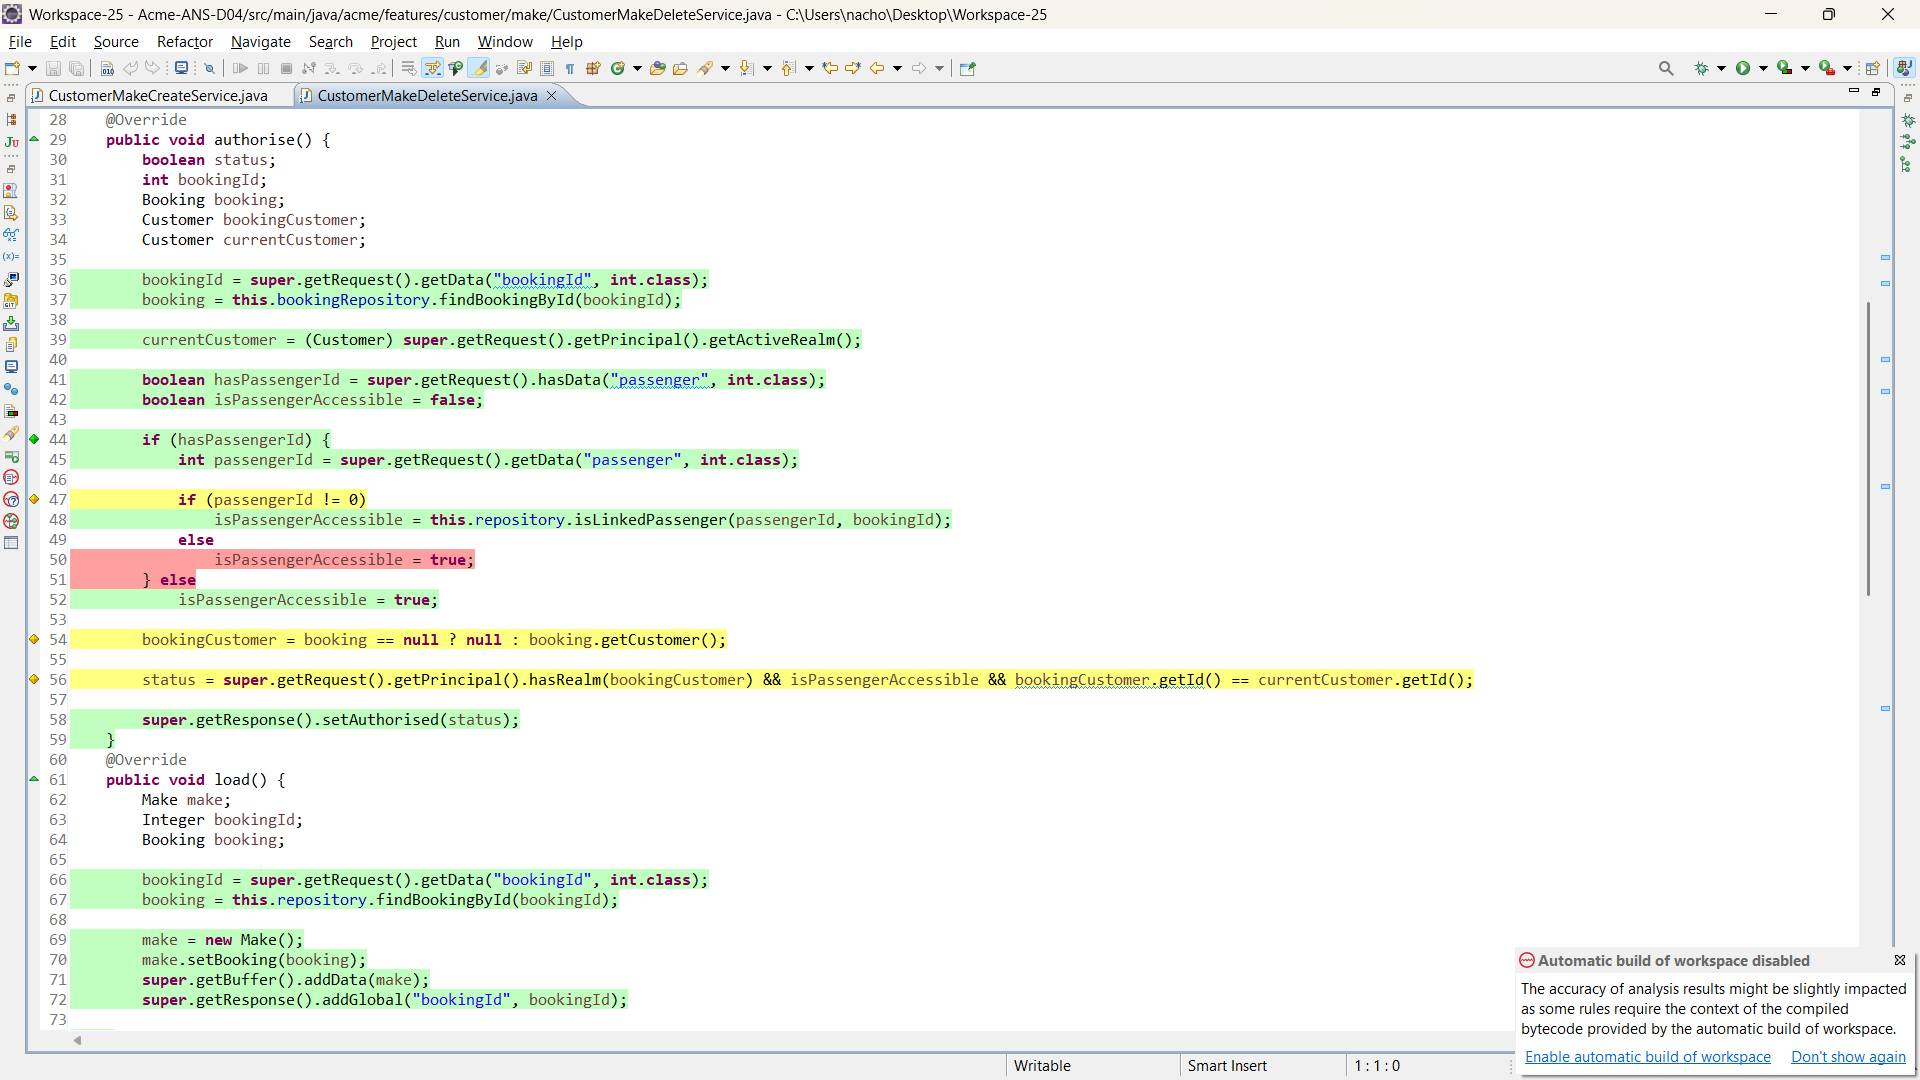 Workspace-25 - Acme-ANS-D04/src/main/java/acme/features/customer/make/CustomerMakeDeleteService.java - C:\Users\nacho\Desktop\Workspace-25
File Edit Source Refactor Navigate Search Project Run Window Help
CustomerMakeCreateService.java CustomerMakeDeleteService.java
28 @Override
29 public void authorise() {
30 boolean status;
31 int bookingId;
32 Booking booking;
33 Customer bookingCustomer;
34 Customer currentCustomer;
35
36 bookingId = super.getRequest().getData("bookingId", int.class);
37 booking = this.bookingRepository.findBookingById(bookingId);
38
39 currentCustomer = (Customer) super.getRequest().getPrincipal().getActiveRealm();
40
41 boolean hasPassengerId = super.getRequest().hasData("passenger", int.class);
42 boolean isPassengerAccessible = false;
43
44 if (hasPassengerId) {
45 int passengerId = super.getRequest().getData("passenger", int.class);
46
47 if (passengerId != 0)
48 isPassengerAccessible = this.repository.isLinkedPassenger(passengerId, bookingId);
49 else
50 isPassengerAccessible = true;
51 } else
52 isPassengerAccessible = true;
53
54 bookingCustomer = booking == null ? null : booking.getCustomer();
55
56 status = super.getRequest().getPrincipal().hasRealm(bookingCustomer) && isPassengerAccessible && bookingCustomer.getId() == currentCustomer.getId();
57
58 super.getResponse().setAuthorised(status);
59 }
60 @Override
61 public void load() {
62 Make make;
63 Integer bookingId;
64 Booking booking;
65
66 bookingId = super.getRequest().getData("bookingId", int.class);
67 booking = this.repository.findBookingById(bookingId);
68
69 make = new Make();
70 make.setBooking(booking);
71 super.getBuffer().addData(make);
72 super.getResponse().addGlobal("bookingId", bookingId);
73
Automatic build of workspace disabled
The accuracy of analysis results might be slightly impacted
as some rules require the context of the compiled
bytecode provided by the automatic build of workspace.
Enable automatic build of workspace Don't show again
Writable Smart Insert 1 : 1 : 0